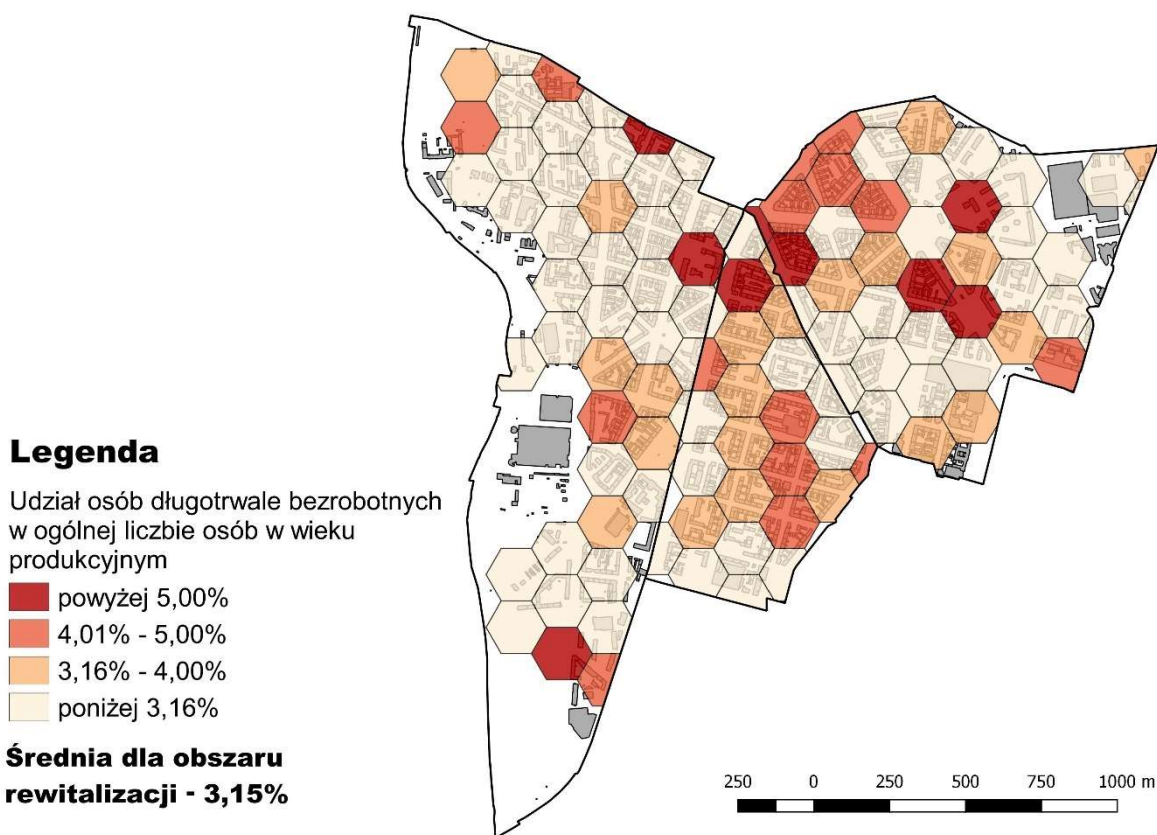 Legenda
Udział osób długotrwale bezrobotnych
w ogólnej liczbie osób w wieku
produkcyjnym
powyżej 5,00%
4,01% - 5,00%
3,16% - 4,00%
poniżej 3,16%
Średnia dla obszaru
rewitalizacji - 3,15%
250 0 250 500 750 1000 m